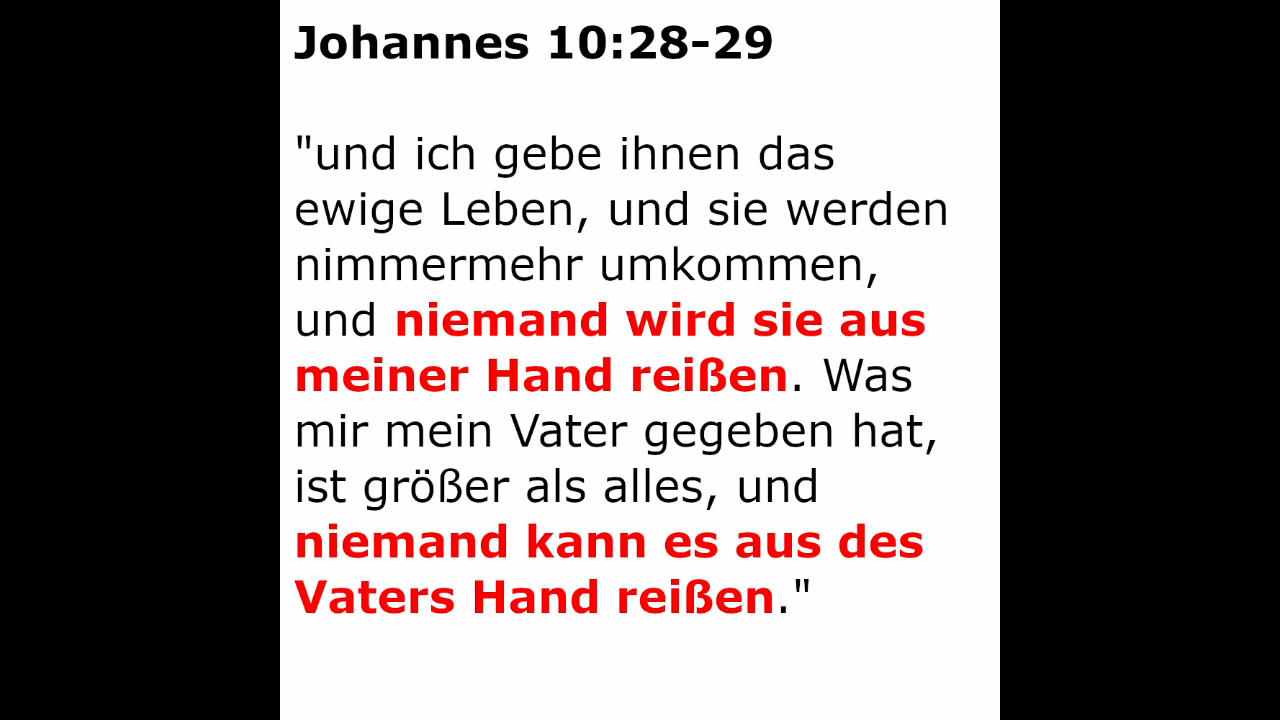 Johannes 10:28-29
"und ich gebe ihnen das
ewige Leben, und sie werden
nimmermehr umkommen,
und niemand wird sie aus
meiner Hand reißen. Was
mir mein Vater gegeben hat,
ist größer als alles, und
niemand kann es aus des
Vaters Hand reißen."